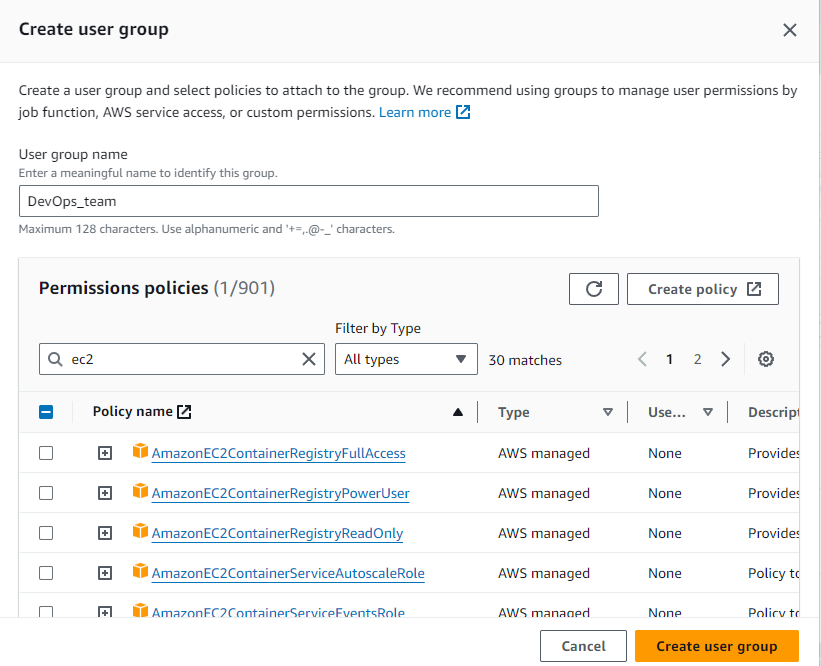 Create user group
Create a user group and select policies to attach to the group. We recommend using groups to manage user permissions by
job function, AWS service access, or custom permissions. Learn more
User group name
Enter a meaningful name to identify this group.
DevOps_team
Maximum 128 characters. Use alphanumeric and '+=,.@-_' characters.
Permissions policies (1/901)
Create policy
Filter by Type
ec2
All types
30 matches
1 2
Policy name Type Use... Descript
AmazonEC2ContainerRegistryFullAccess AWS managed None Provides
AmazonEC2ContainerRegistryPowerUser AWS managed None Provides
AmazonEC2ContainerRegistryReadOnly AWS managed None Provides
AmazonEC2ContainerServiceAutoscaleRole AWS managed None Policy to
AmazonEC2ContainerServiceEventsRole AWS managed None Policy to
Cancel Create user group